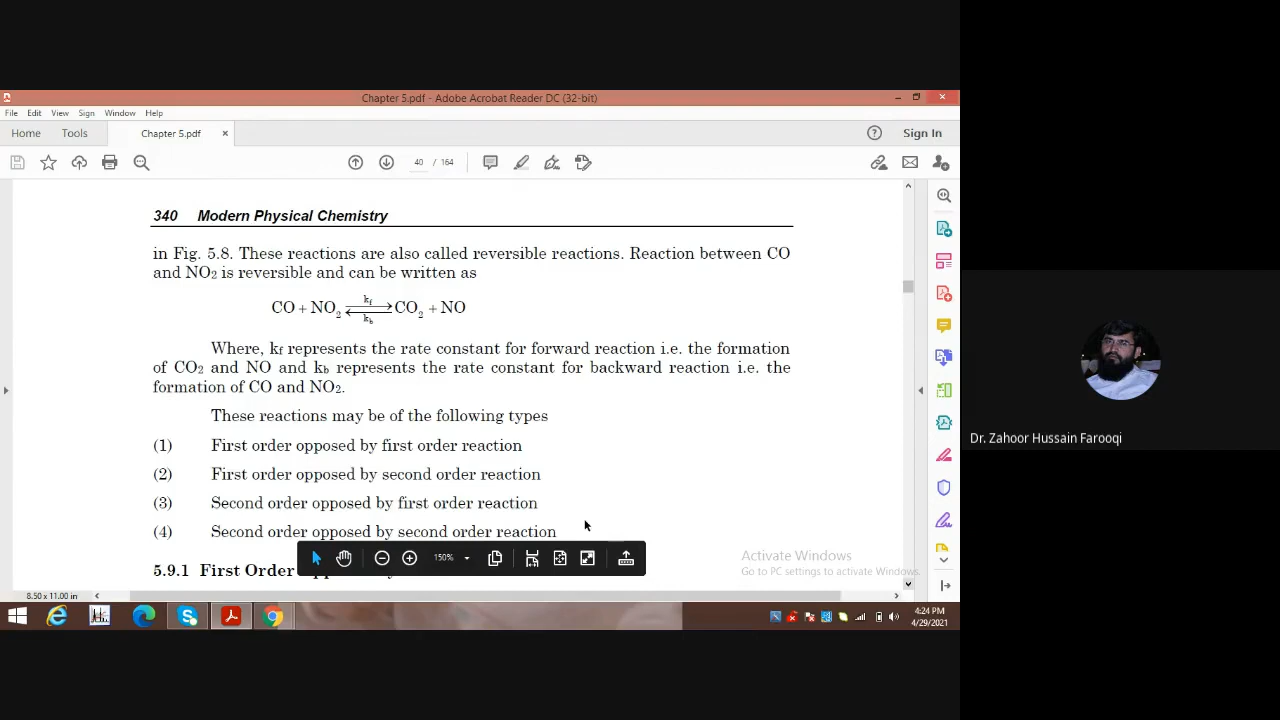 Chapter 5.pdf - Adobe Acrobat Reader DC (32-bit)
File Edit View Sign Window Help
Home Tools Chapter 5.pdf × Sign In
40 / 164
340 Modern Physical Chemistry
in Fig. 5.8. These reactions are also called reversible reactions. Reaction between CO
and NO₂ is reversible and can be written as
CO + NO₂ ⇌ CO₂ + NO
k_f
k_b
Where, k_f represents the rate constant for forward reaction i.e. the formation
of CO₂ and NO and k_b represents the rate constant for backward reaction i.e. the
formation of CO and NO₂.
These reactions may be of the following types
(1) First order opposed by first order reaction
(2) First order opposed by second order reaction
(3) Second order opposed by first order reaction
(4) Second order opposed by second order reaction
150%
5.9.1 First Order
Activate Windows
Go to PC settings to activate Windows.
8.50 x 11.00 in
4:24 PM
4/29/2021
Dr. Zahoor Hussain Farooqi